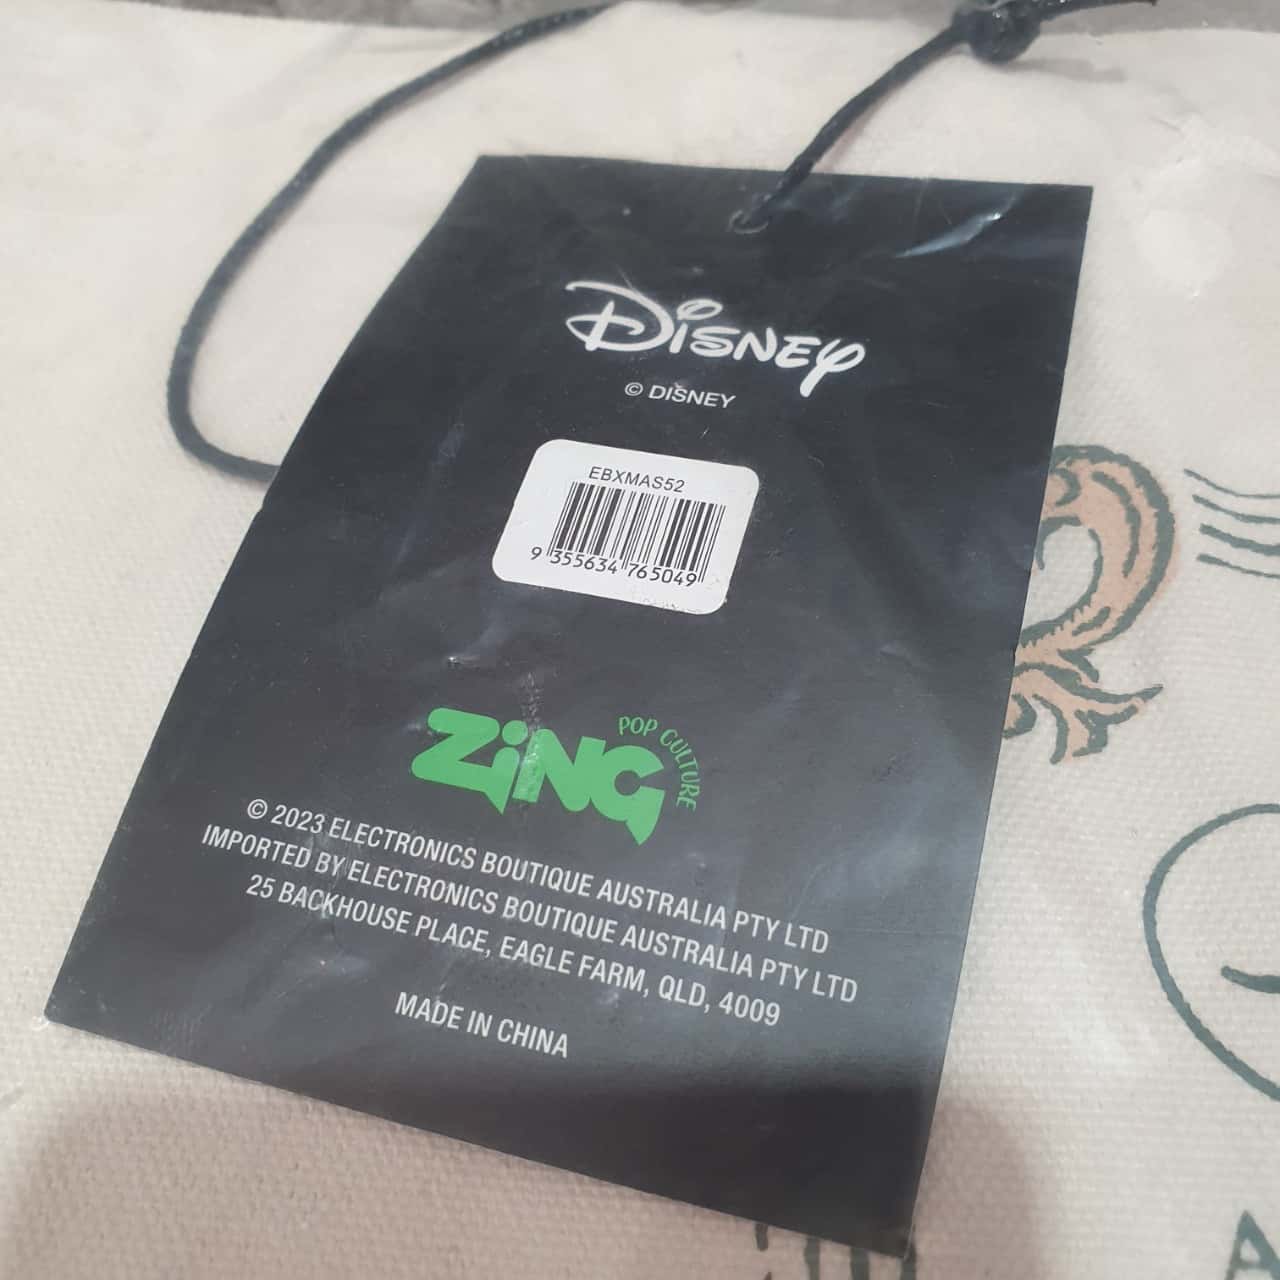 Disney
© DISNEY
EBXMAS52
9 355634 765049
ZiNG
POP CULTURE
© 2023 ELECTRONICS BOUTIQUE AUSTRALIA PTY LTD
IMPORTED BY ELECTRONICS BOUTIQUE AUSTRALIA PTY LTD
25 BACKHOUSE PLACE, EAGLE FARM, QLD, 4009
MADE IN CHINA
A